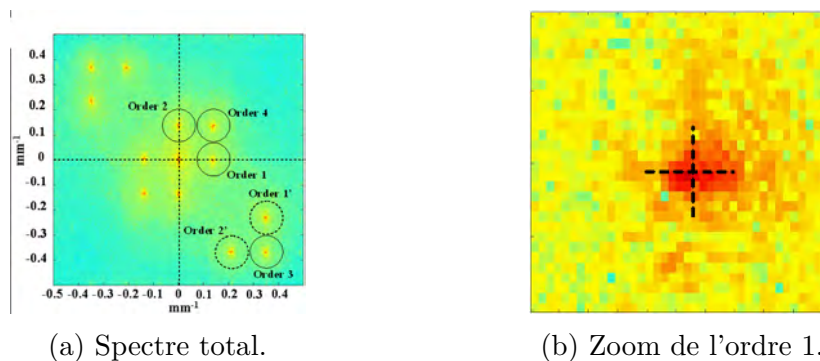 0.4
0.3
0.2
0.1
0
-0.1
-0.2
-0.3
-0.4
mm-1
Order 2
Order 4
Order 1
Order 1'
Order 2'
Order 3
-0.5 -0.4 -0.3 -0.2 -0.1 0 0.1 0.2 0.3 0.4
mm-1
(a) Spectre total.
(b) Zoom de l'ordre 1.